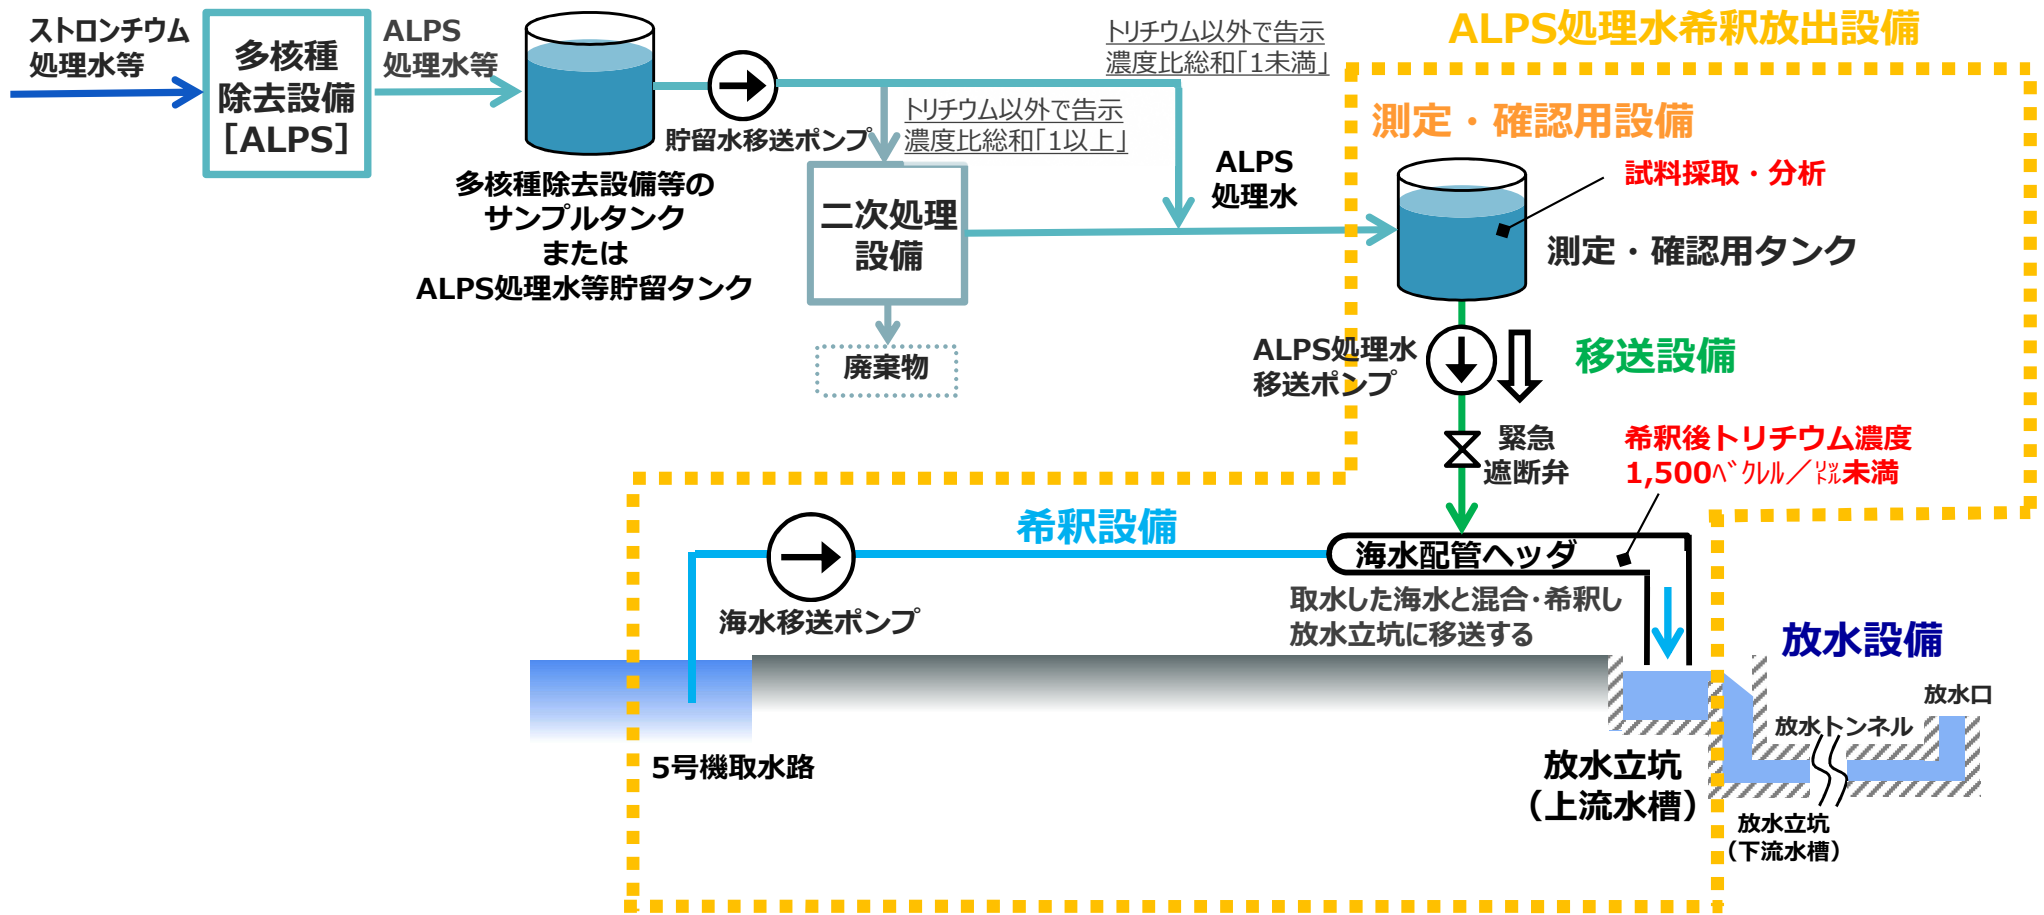 ストロンチウム
処理水等
多核種
除去設備
［ALPS］
ALPS
処理水等
多核種除去設備等の
サンプルタンク
または
ALPS処理水等貯留タンク
貯留水移送ポンプ
トリチウム以外で告示
濃度比総和「1未満」
トリチウム以外で告示
濃度比総和「1以上」
二次処理
設備
廃棄物
ALPS
処理水
ALPS処理水希釈放出設備
測定・確認用設備
試料採取・分析
測定・確認用タンク
ALPS処理水
移送ポンプ
移送設備
緊急
遮断弁
希釈後トリチウム濃度
1,500ﾍﾞｸﾚﾙ／㍑未満
希釈設備
海水移送ポンプ
海水配管ヘッダ
取水した海水と混合･希釈し
放水立坑に移送する
5号機取水路
放水設備
放水口
放水トンネル
放水立坑
（上流水槽）
放水立坑
（下流水槽）